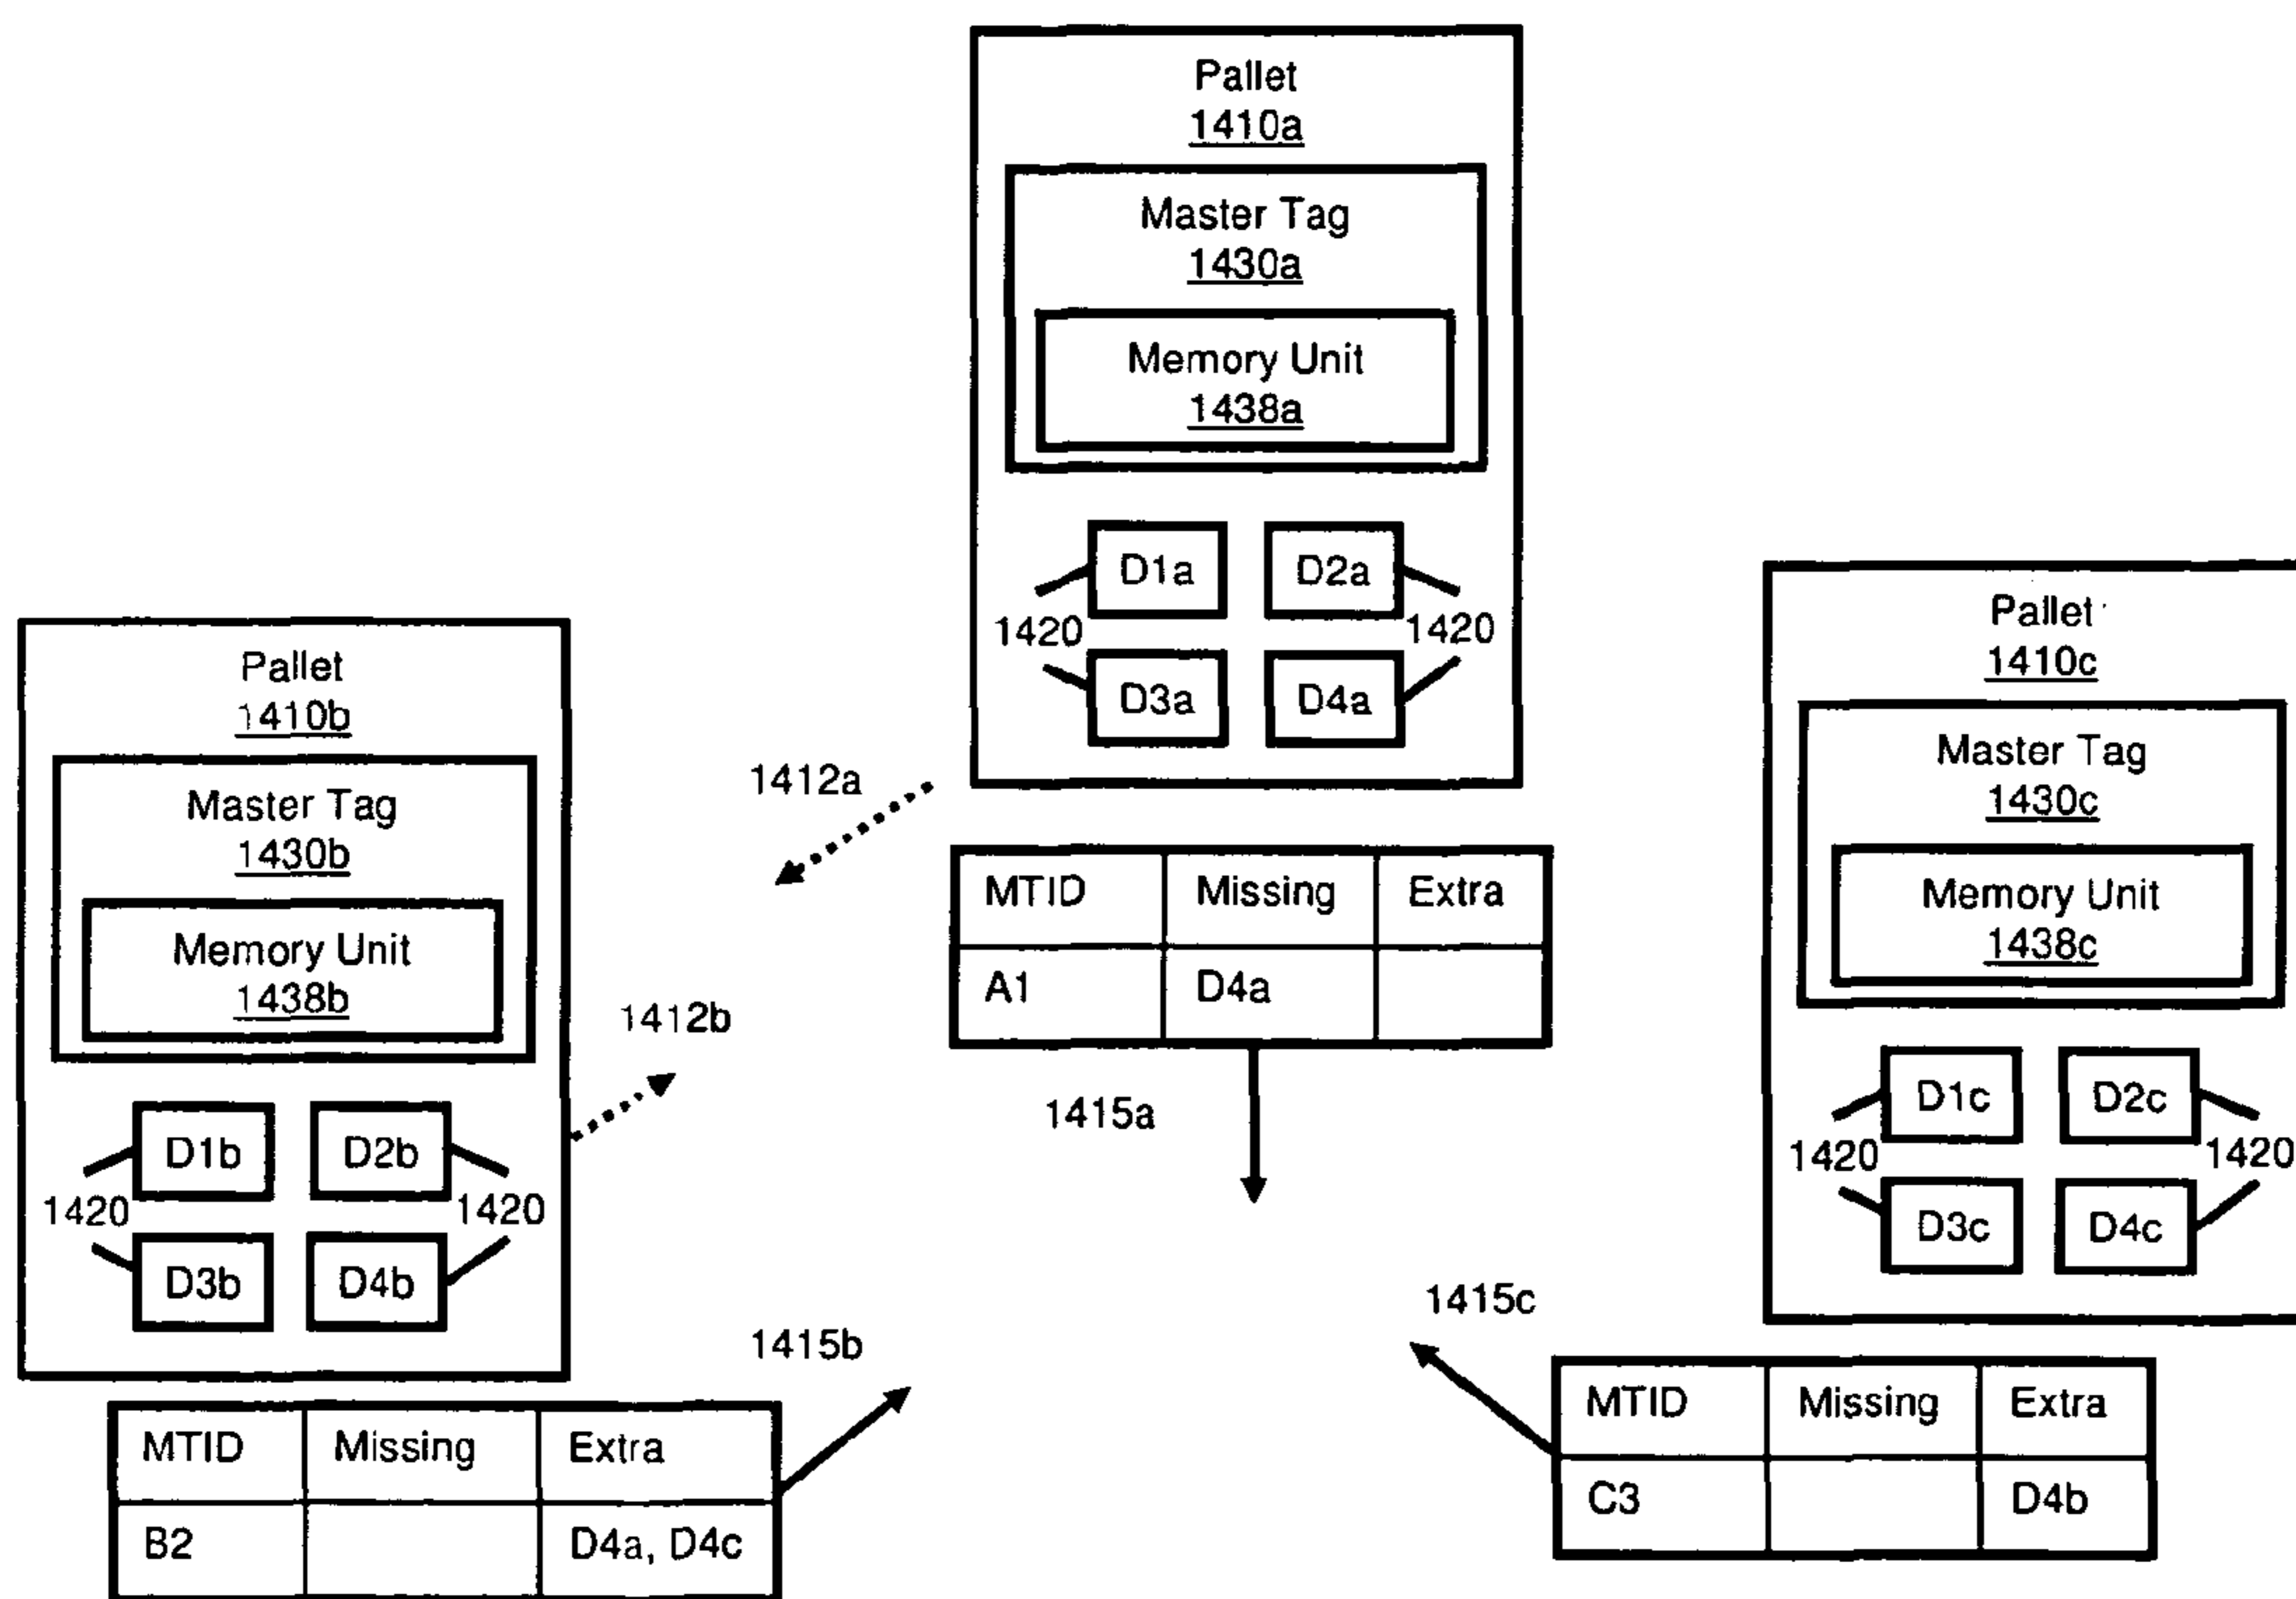 Pallet
1410a
Master Tag
1430a
Memory Unit
1438a
D1a D2a
1420 1420
D3a D4a
1412a
MTID Missing Extra
A1 D4a
1415a
Pallet
1410b
Master Tag
1430b
Memory Unit
1438b
1412b
D1b D2b
1420 1420
D3b D4b
1415b
MTID Missing Extra
B2 D4a, D4c
Pallet
1410c
Master Tag
1430c
Memory Unit
1438c
D1c D2c
1420 1420
D3c D4c
1415c
MTID Missing Extra
C3 D4b